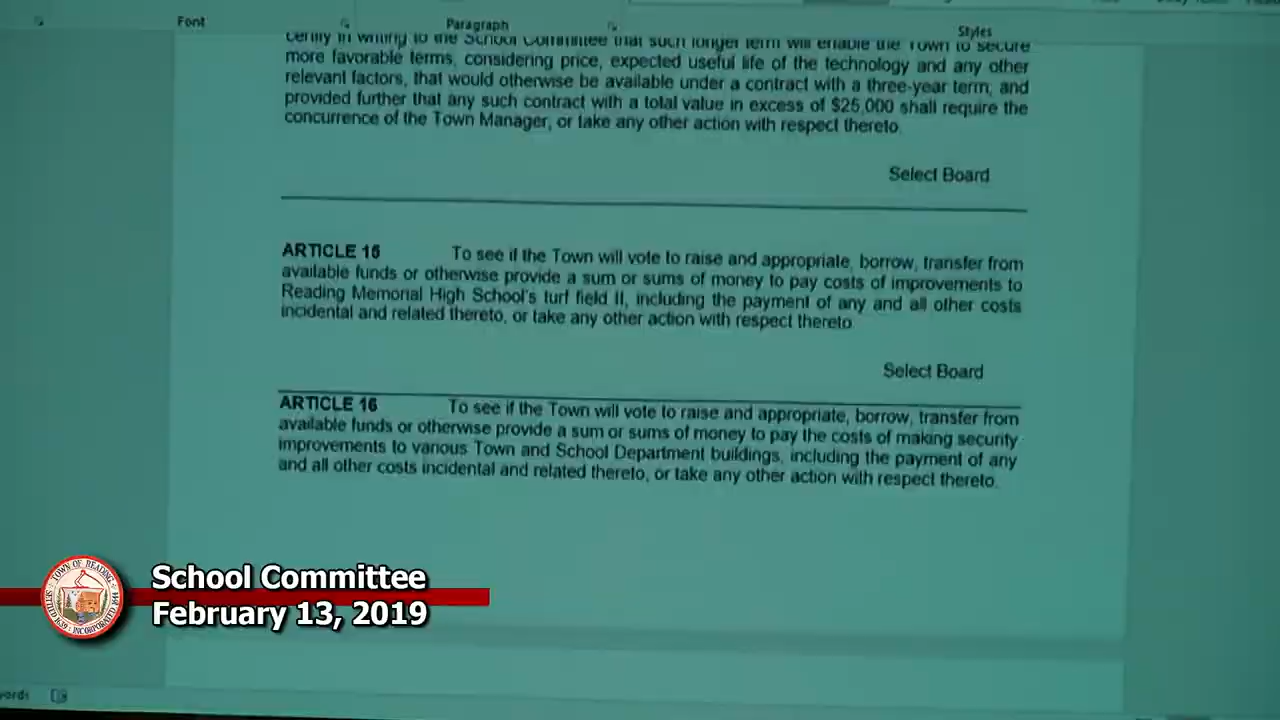 Font
Paragraph
Styles
certify in writing to the School Committee that such longer term will enable the Town to secure
more favorable terms, considering price, expected useful life of the technology and any other
relevant factors, that would otherwise be available under a contract with a three-year term; and
provided further that any such contract with a total value in excess of $25,000 shall require the
concurrence of the Town Manager, or take any other action with respect thereto.
Select Board
ARTICLE 15 To see if the Town will vote to raise and appropriate, borrow, transfer from
available funds or otherwise provide a sum or sums of money to pay costs of improvements to
Reading Memorial High School's turf field II, including the payment of any and all other costs
incidental and related thereto, or take any other action with respect thereto.
Select Board
ARTICLE 16 To see if the Town will vote to raise and appropriate, borrow, transfer from
available funds or otherwise provide a sum or sums of money to pay the costs of making security
improvements to various Town and School Department buildings, including the payment of any
and all other costs incidental and related thereto, or take any other action with respect thereto.
School Committee
February 13, 2019
TOWN OF READING
SETTLED 1639 INCORPORATED 1644
words